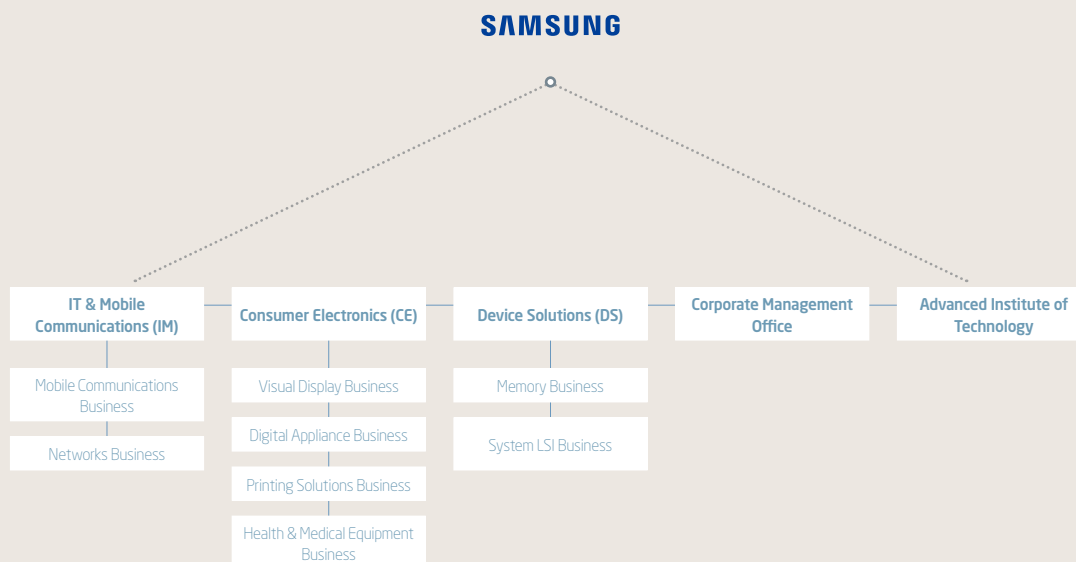 SAMSUNG
IT & Mobile
Communications (IM)
Consumer Electronics (CE)
Device Solutions (DS)
Corporate Management
Office
Advanced Institute of
Technology
Mobile Communications
Business
Networks Business
Visual Display Business
Digital Appliance Business
Printing Solutions Business
Health & Medical Equipment
Business
Memory Business
System LSI Business